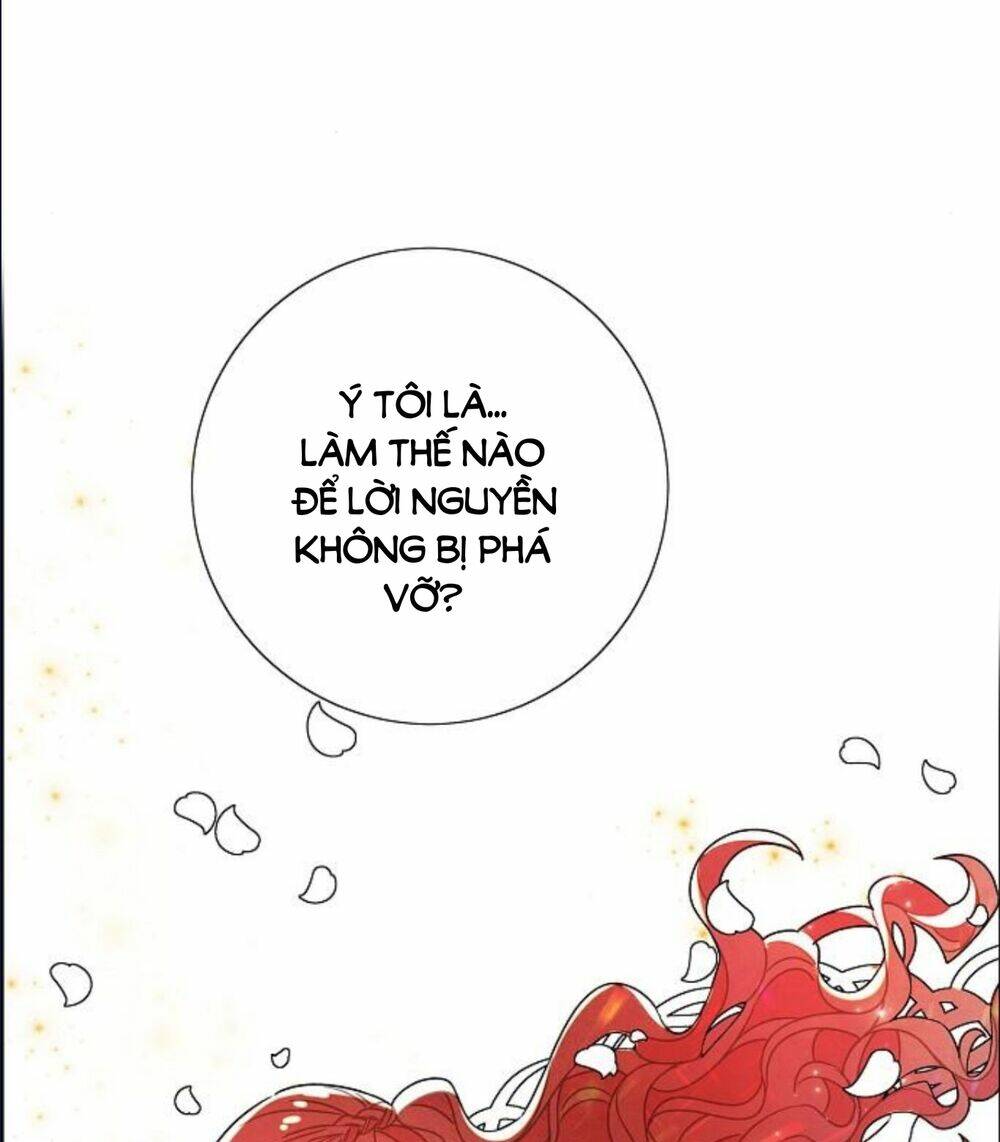 Ý TÔI LÀ...
LÀM THẾ NÀO
ĐỂ LỜI NGUYỀN
KHÔNG BỊ PHÁ
VỠ?